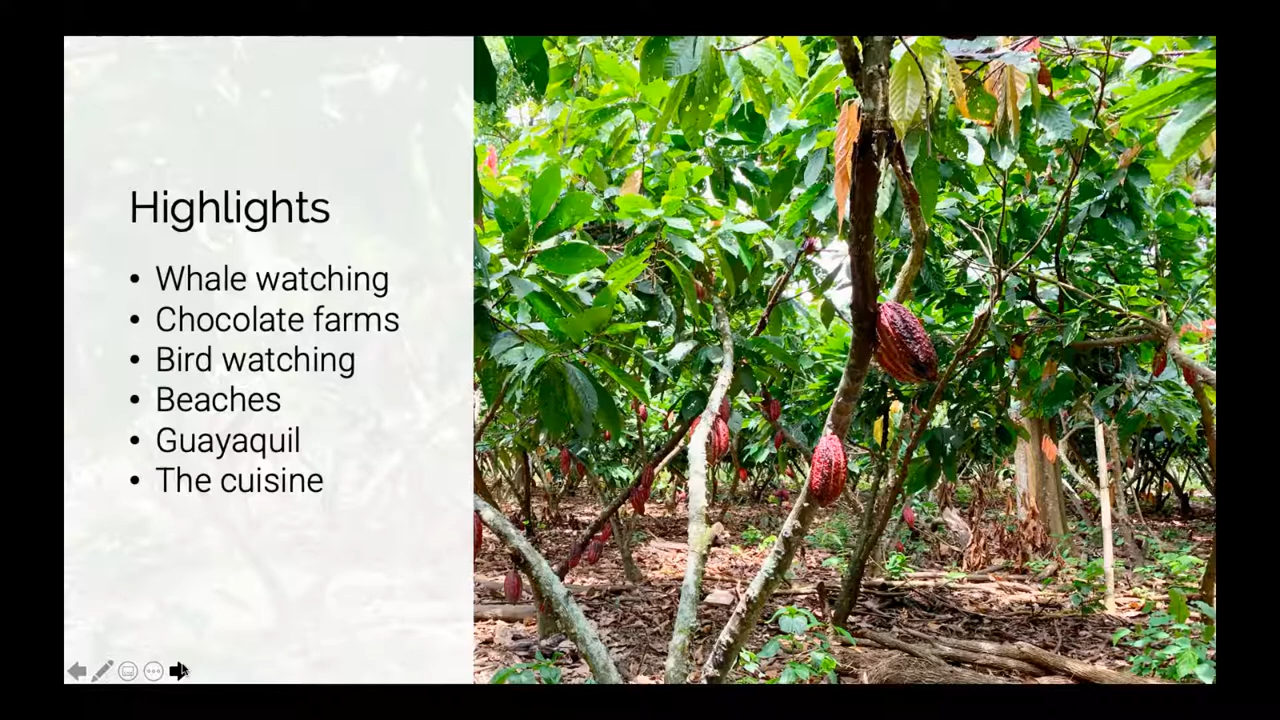 Highlights
• Whale watching
• Chocolate farms
• Bird watching
• Beaches
• Guayaquil
• The cuisine